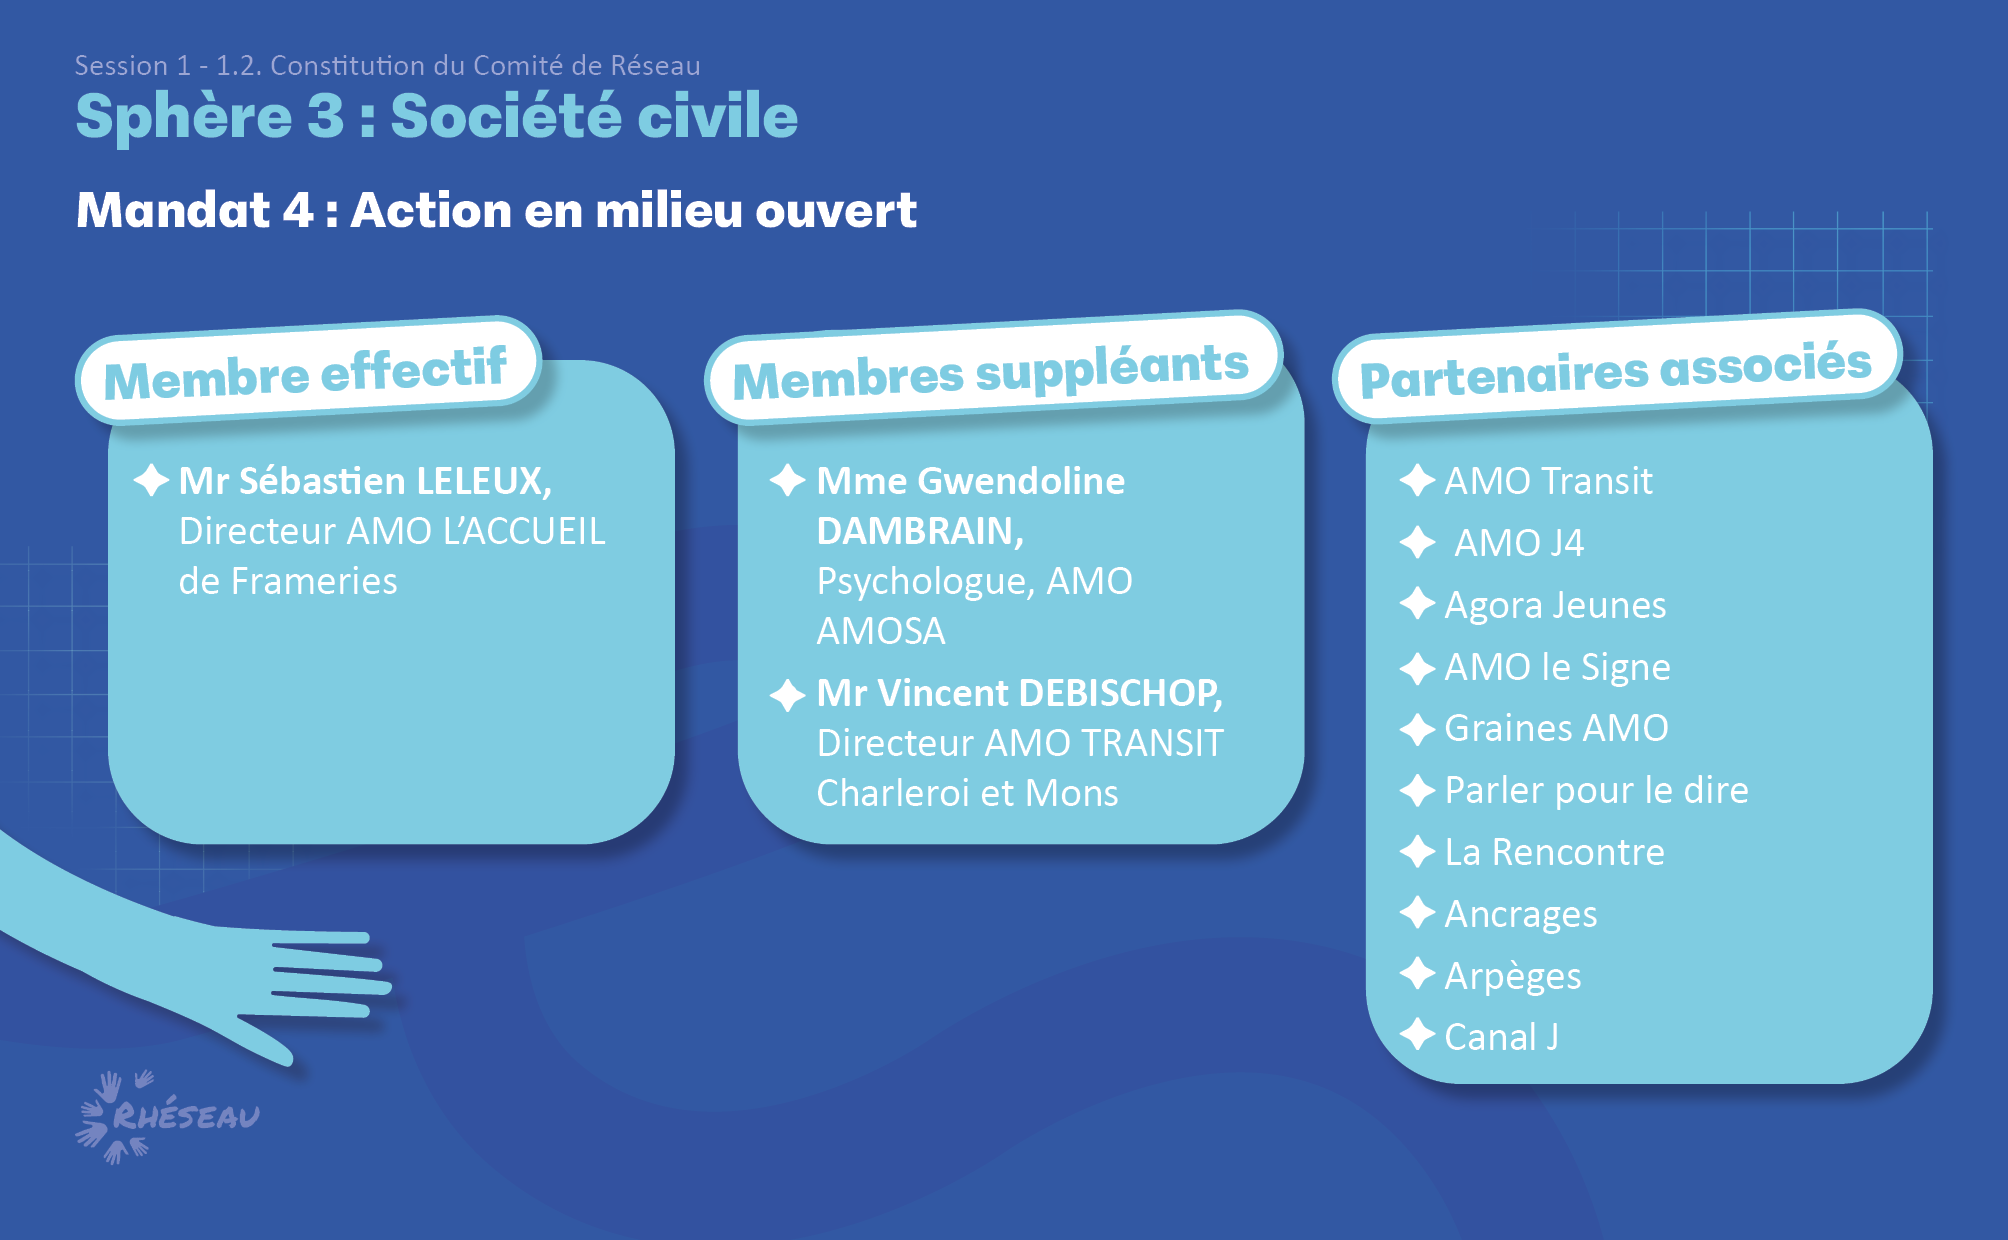 Session 1 - 1.2. Constitution du Comité de Réseau
Sphère 3 : Société civile
Mandat 4 : Action en milieu ouvert
Membre effectif
Mr Sébastien LELEUX,
Directeur AMO L’ACCUEIL
de Frameries
Membres suppléants
Mme Gwendoline
DAMBRAIN,
Psychologue, AMO
AMOSA
Mr Vincent DEBISCHOP,
Directeur AMO TRANSIT
Charleroi et Mons
Partenaires associés
AMO Transit
AMO J4
Agora Jeunes
AMO le Signe
Graines AMO
Parler pour le dire
La Rencontre
Ancrages
Arpèges
Canal J
RHÉSEAU